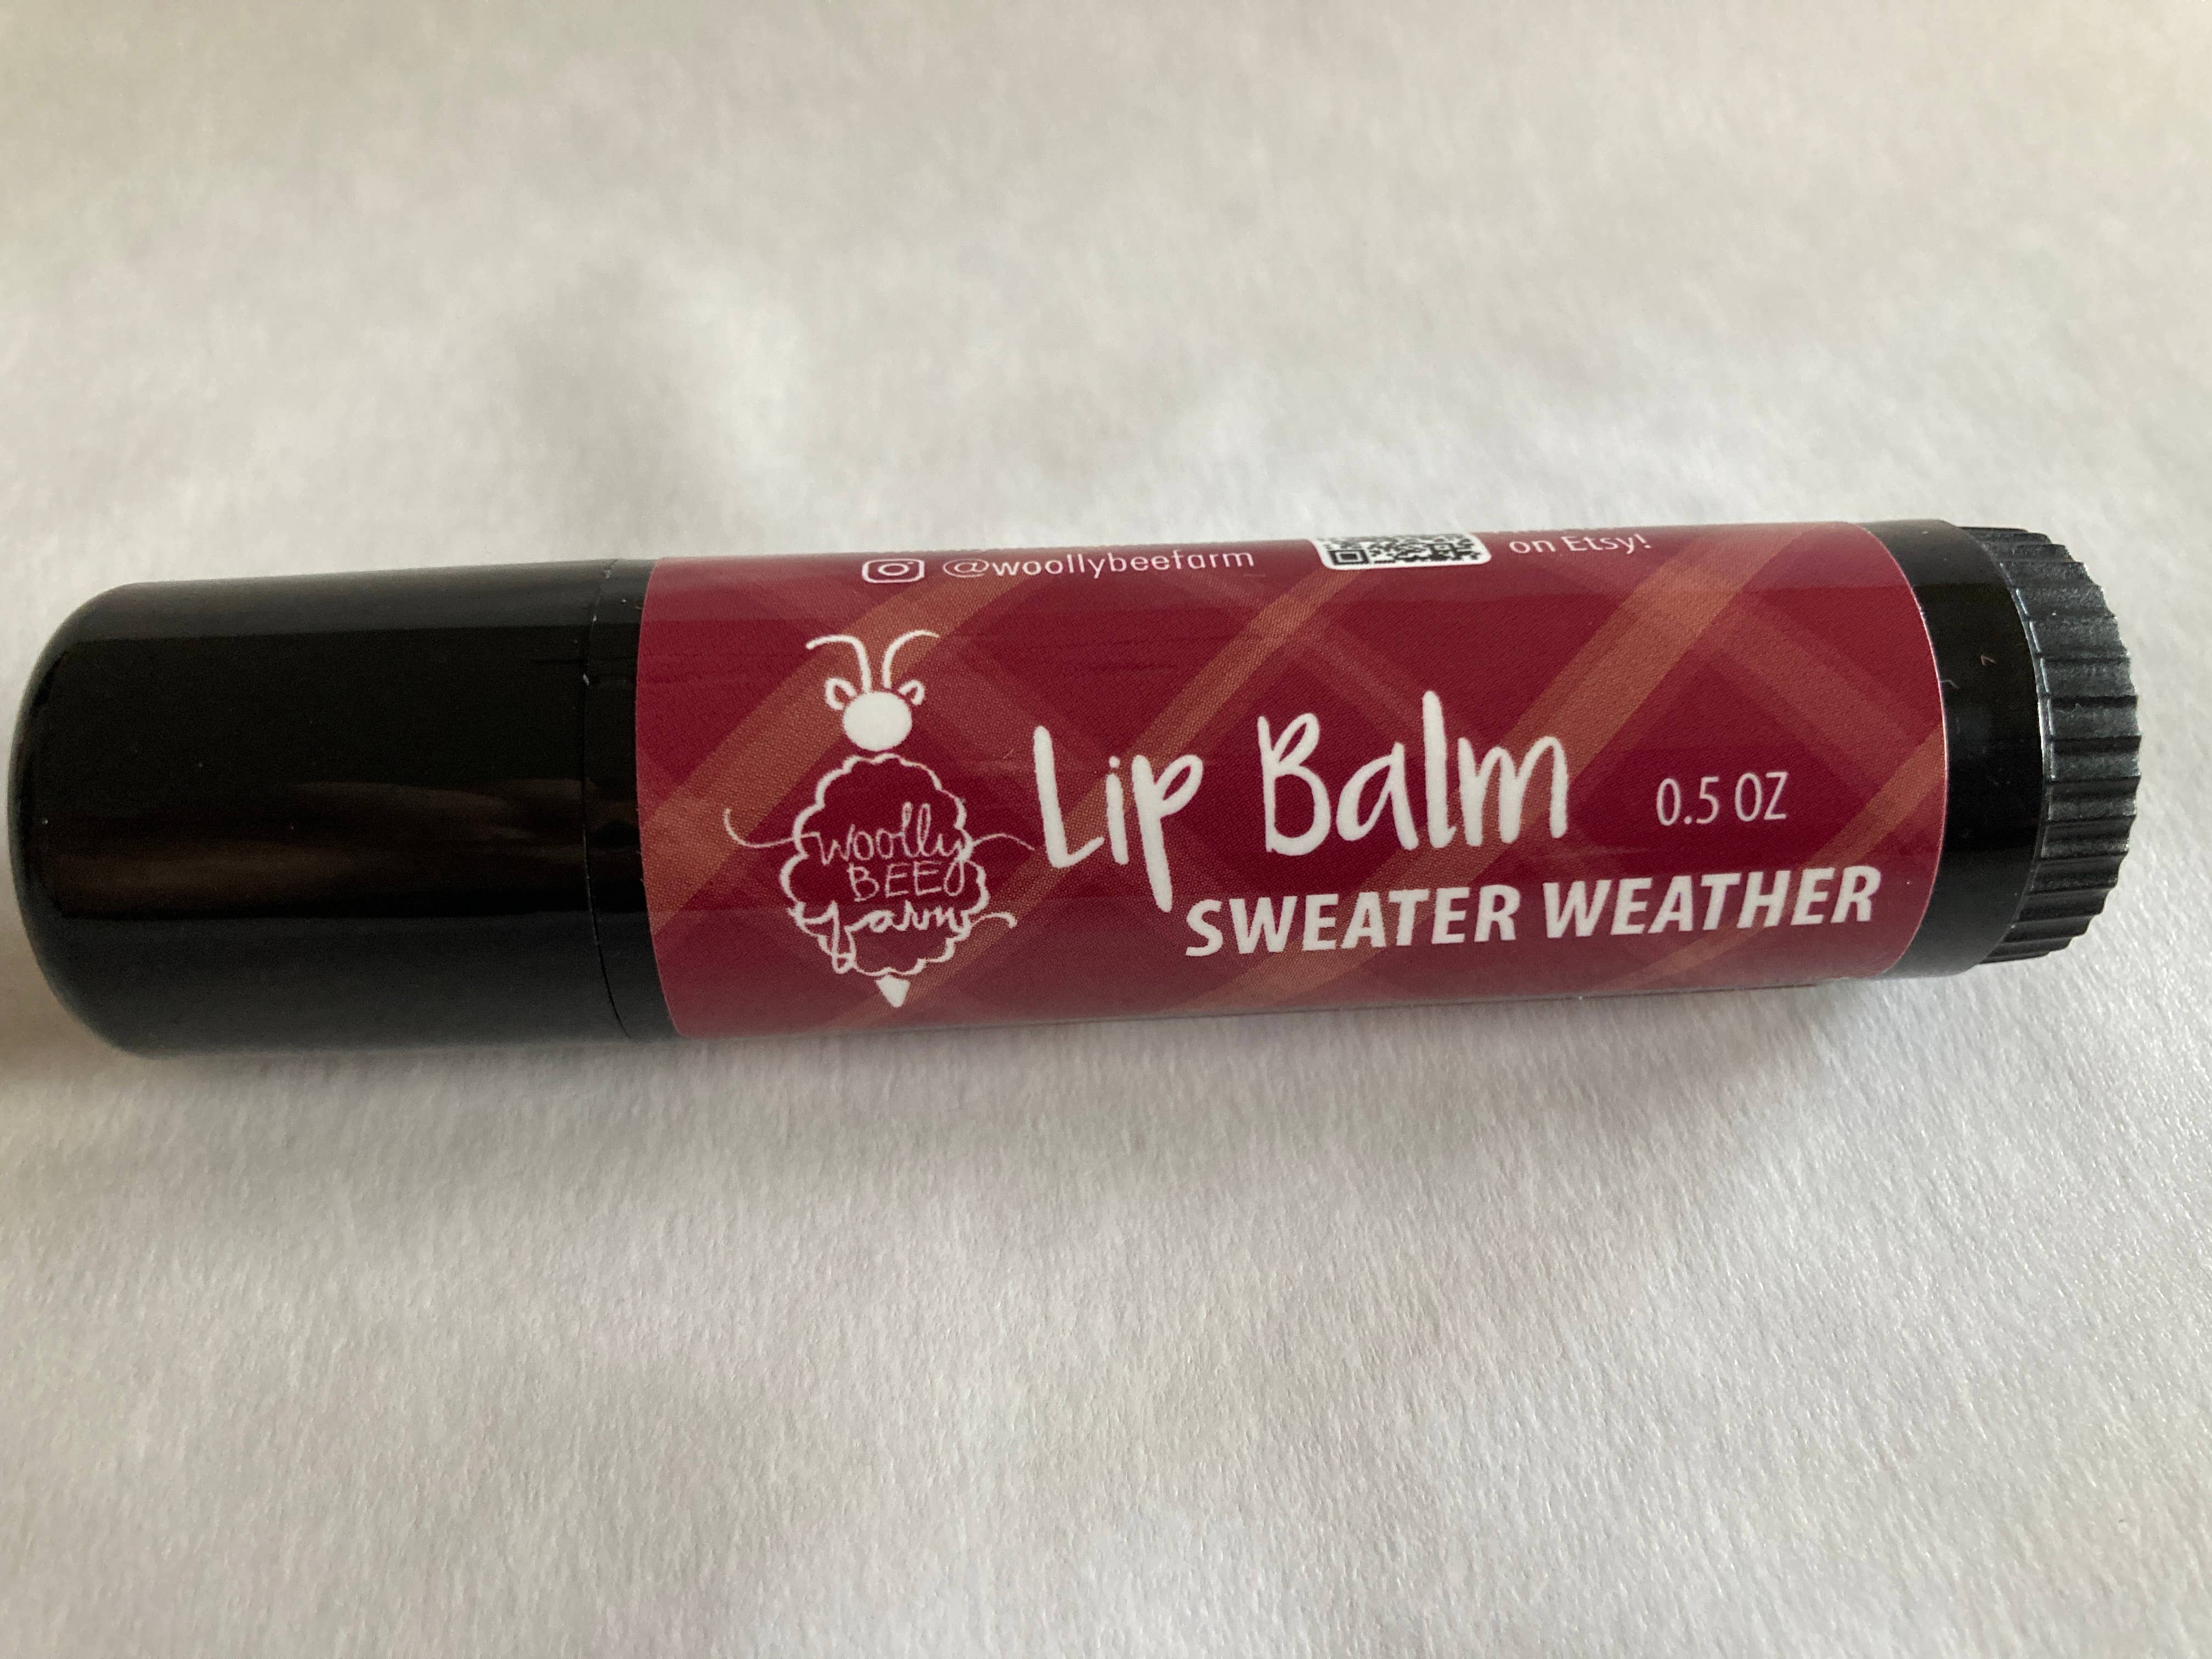 @woollybeefarm
on Etsy!
woolly
BEE
farm
Lip Balm
0.5 OZ
SWEATER WEATHER